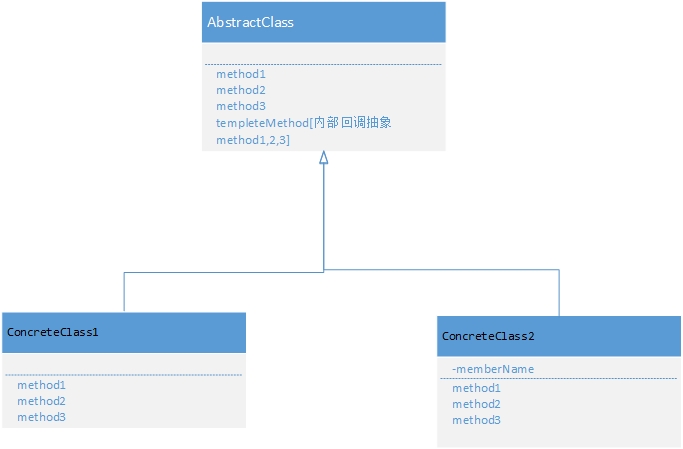 AbstractClass
method1
method2
method3
templeteMethod[内部回调抽象
method1,2,3]
ConcreteClass1
method1
method2
method3
ConcreteClass2
-memberName
method1
method2
method3